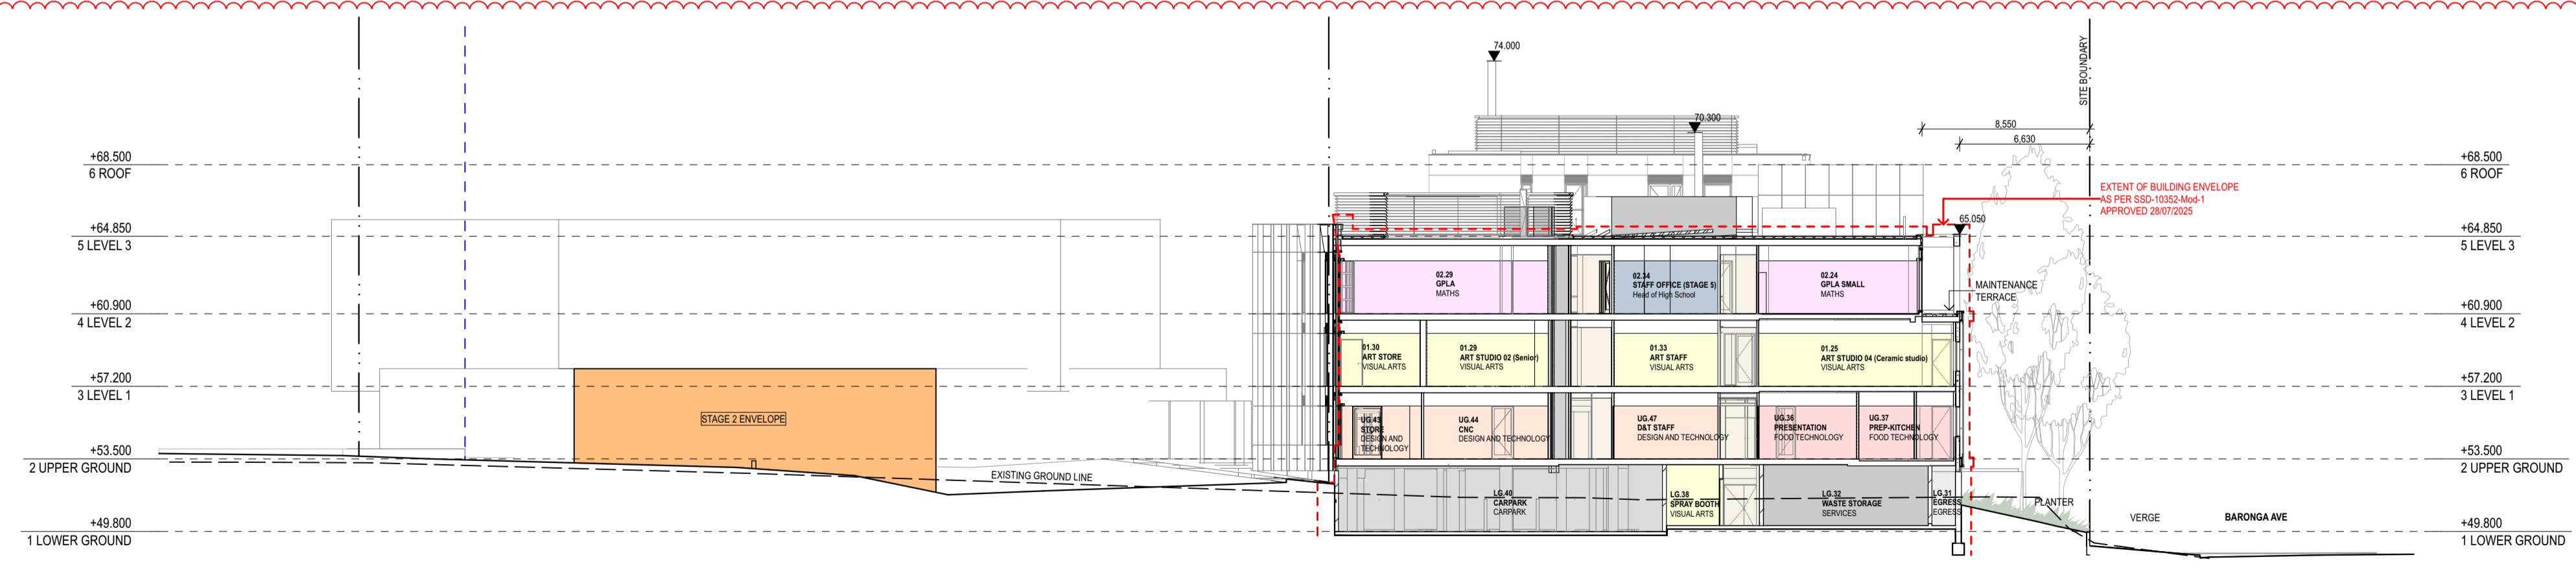 74.000
SITE BOUNDARY
70.300
8,550
6,630
+68.500
6 ROOF
+68.500
6 ROOF
EXTENT OF BUILDING ENVELOPE
AS PER SSD-10352-Mod-1
APPROVED 28/07/2025
65.050
+64.850
5 LEVEL 3
+64.850
5 LEVEL 3
02.29
GPLA
MATHS
02.34
STAFF OFFICE (STAGE 5)
Head of High School
02.24
GPLA SMALL
MATHS
MAINTENANCE
TERRACE
+60.900
4 LEVEL 2
+60.900
4 LEVEL 2
01.30
ART STORE
VISUAL ARTS
01.29
ART STUDIO 02 (Senior)
VISUAL ARTS
01.33
ART STAFF
VISUAL ARTS
01.25
ART STUDIO 04 (Ceramic studio)
VISUAL ARTS
+57.200
3 LEVEL 1
+57.200
3 LEVEL 1
STAGE 2 ENVELOPE
UG.43
STORE
DESIGN AND
TECHNOLOGY
UG.44
CNC
DESIGN AND TECHNOLOGY
UG.47
D&T STAFF
DESIGN AND TECHNOLOGY
UG.36
PRESENTATION
FOOD TECHNOLOGY
UG.37
PREP-KITCHEN
FOOD TECHNOLOGY
+53.500
2 UPPER GROUND
+53.500
2 UPPER GROUND
EXISTING GROUND LINE
LG.40
CARPARK
CARPARK
LG.38
SPRAY BOOTH
VISUAL ARTS
LG.32
WASTE STORAGE
SERVICES
LG.31
EGRESS
EGRESS
PLANTER
VERGE
BARONGA AVE
+49.800
1 LOWER GROUND
+49.800
1 LOWER GROUND